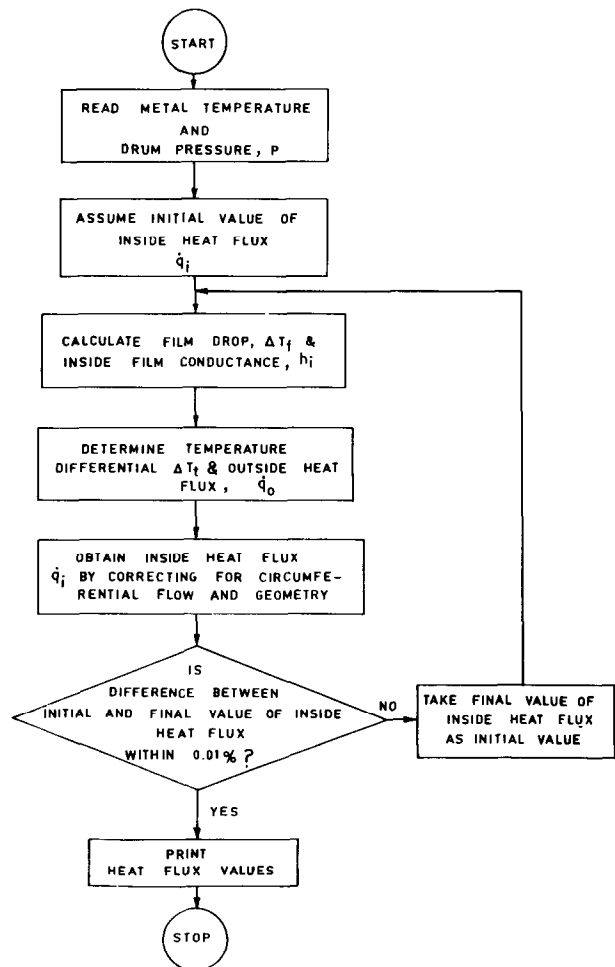 START
READ METAL TEMPERATURE
AND
DRUM PRESSURE, P
ASSUME INITIAL VALUE OF
INSIDE HEAT FLUX
q̇i
CALCULATE FILM DROP, ΔTf &
INSIDE FILM CONDUCTANCE, hi
DETERMINE TEMPERATURE
DIFFERENTIAL ΔTt & OUTSIDE HEAT
FLUX, q̇o
OBTAIN INSIDE HEAT FLUX
q̇i BY CORRECTING FOR CIRCUMFE-
RENTIAL FLOW AND GEOMETRY
IS
DIFFERENCE BETWEEN
INITIAL AND FINAL VALUE OF INSIDE
HEAT FLUX
WITHIN 0.01%?
NO
TAKE FINAL VALUE OF
INSIDE HEAT FLUX
AS INITIAL VALUE
YES
PRINT
HEAT FLUX VALUES
STOP